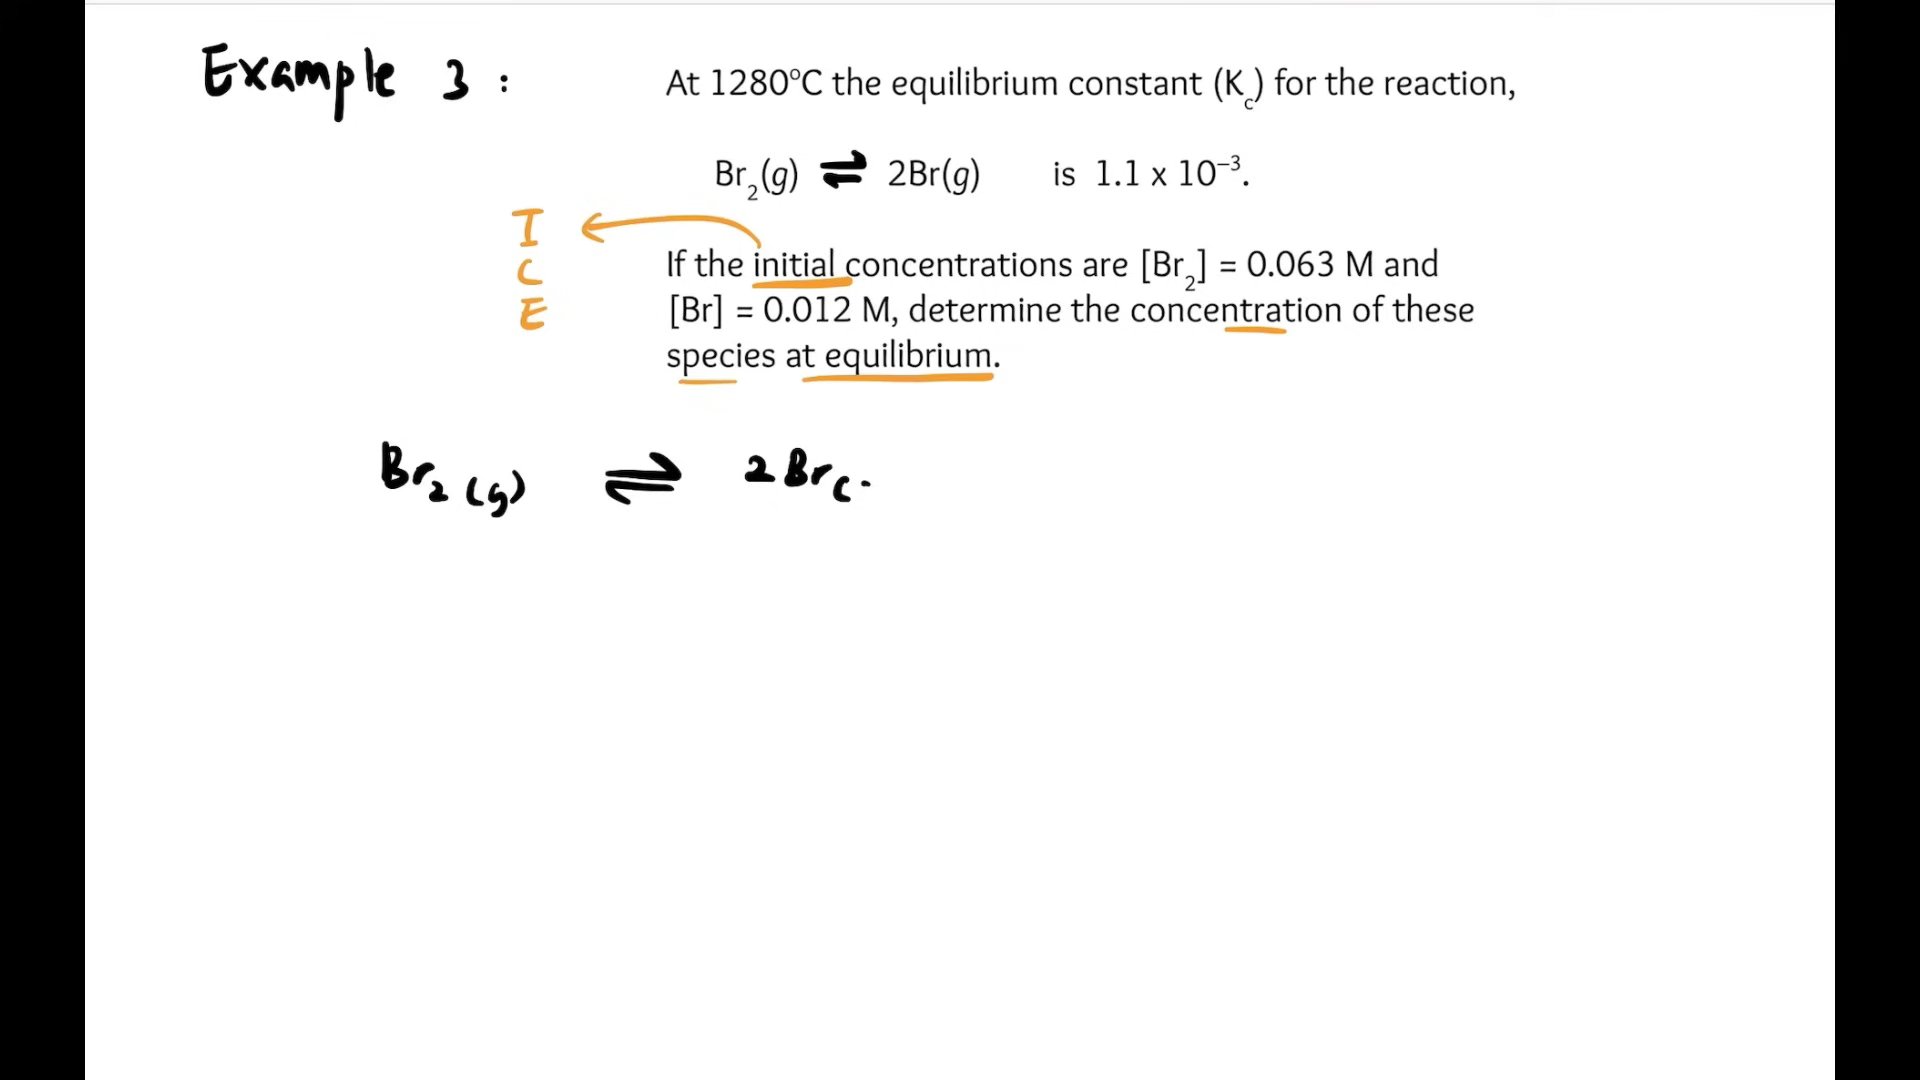 Example 3 :
At 1280°C the equilibrium constant (K꜀) for the reaction,
Br₂(g) ⇌ 2Br(g) is 1.1 x 10⁻³.
I
C
E
If the initial concentrations are [Br₂] = 0.063 M and
[Br] = 0.012 M, determine the concentration of these
species at equilibrium.
Br₂(g) ⇌ 2Br(